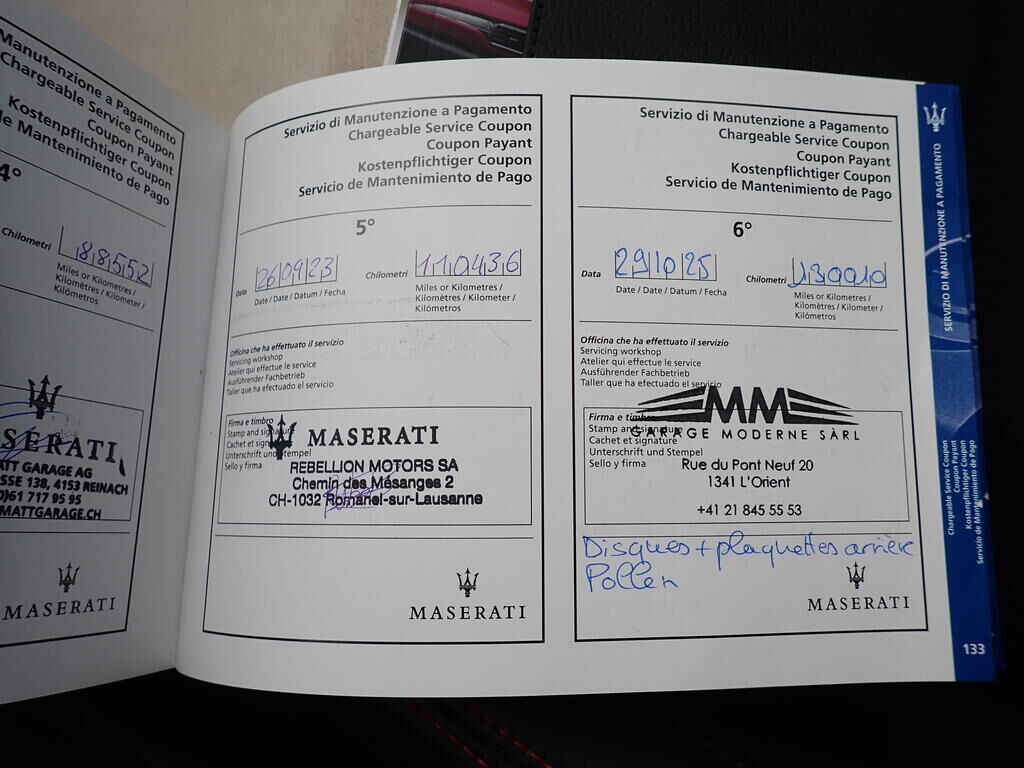 Manutenzione a Pagamento
Chargeable Service Coupon
Coupon Payant
Kostenpflichtiger Coupon
de Mantenimiento de Pago
4°
Chilometri 88552
Miles or Kilometres /
Kilomètres / Kilometer /
Kilómetros
MASERATI
MATT GARAGE AG
SSE 138, 4153 REINACH
)61 717 95 95
MATTGARAGE.CH
MASERATI
Servizio di Manutenzione a Pagamento
Chargeable Service Coupon
Coupon Payant
Kostenpflichtiger Coupon
Servicio de Mantenimiento de Pago
5°
Data 26 09 23 Chilometri 110436
Date / Date / Datum / Fecha
Miles or Kilometres /
Kilomètres / Kilometer /
Kilómetros
Officina che ha effettuato il servizio
Servicing workshop
Atelier qui effectue le service
Ausführender Fachbetrieb
Taller que ha efectuado el servicio
Firma e timbro
Stamp and signature
Cachet et signature
Unterschrift und Stempel
Sello y firma
MASERATI
REBELLION MOTORS SA
Chemin des Mésanges 2
CH-1032 Romanel-sur-Lausanne
MASERATI
Servizio di Manutenzione a Pagamento
Chargeable Service Coupon
Coupon Payant
Kostenpflichtiger Coupon
Servicio de Mantenimiento de Pago
6°
Data 29 10 25 Chilometri 130010
Date / Date / Datum / Fecha
Miles or Kilometres /
Kilomètres / Kilometer /
Kilómetros
Officina che ha effettuato il servizio
Servicing workshop
Atelier qui effectue le service
Ausführender Fachbetrieb
Taller que ha efectuado el servicio
Firma e timbro
Stamp and signature
Cachet et signature
Unterschrift und Stempel
Sello y firma
MM
GARAGE MODERNE SÀRL
Rue du Pont Neuf 20
1341 L'Orient
+41 21 845 55 53
Disques + plaquettes arrière
Pollen
MASERATI
SERVIZIO DI MANUTENZIONE A PAGAMENTO
Chargeable Service Coupon
Coupon Payant
Kostenpflichtiger Coupon
Servicio de Mantenimiento de Pago
133